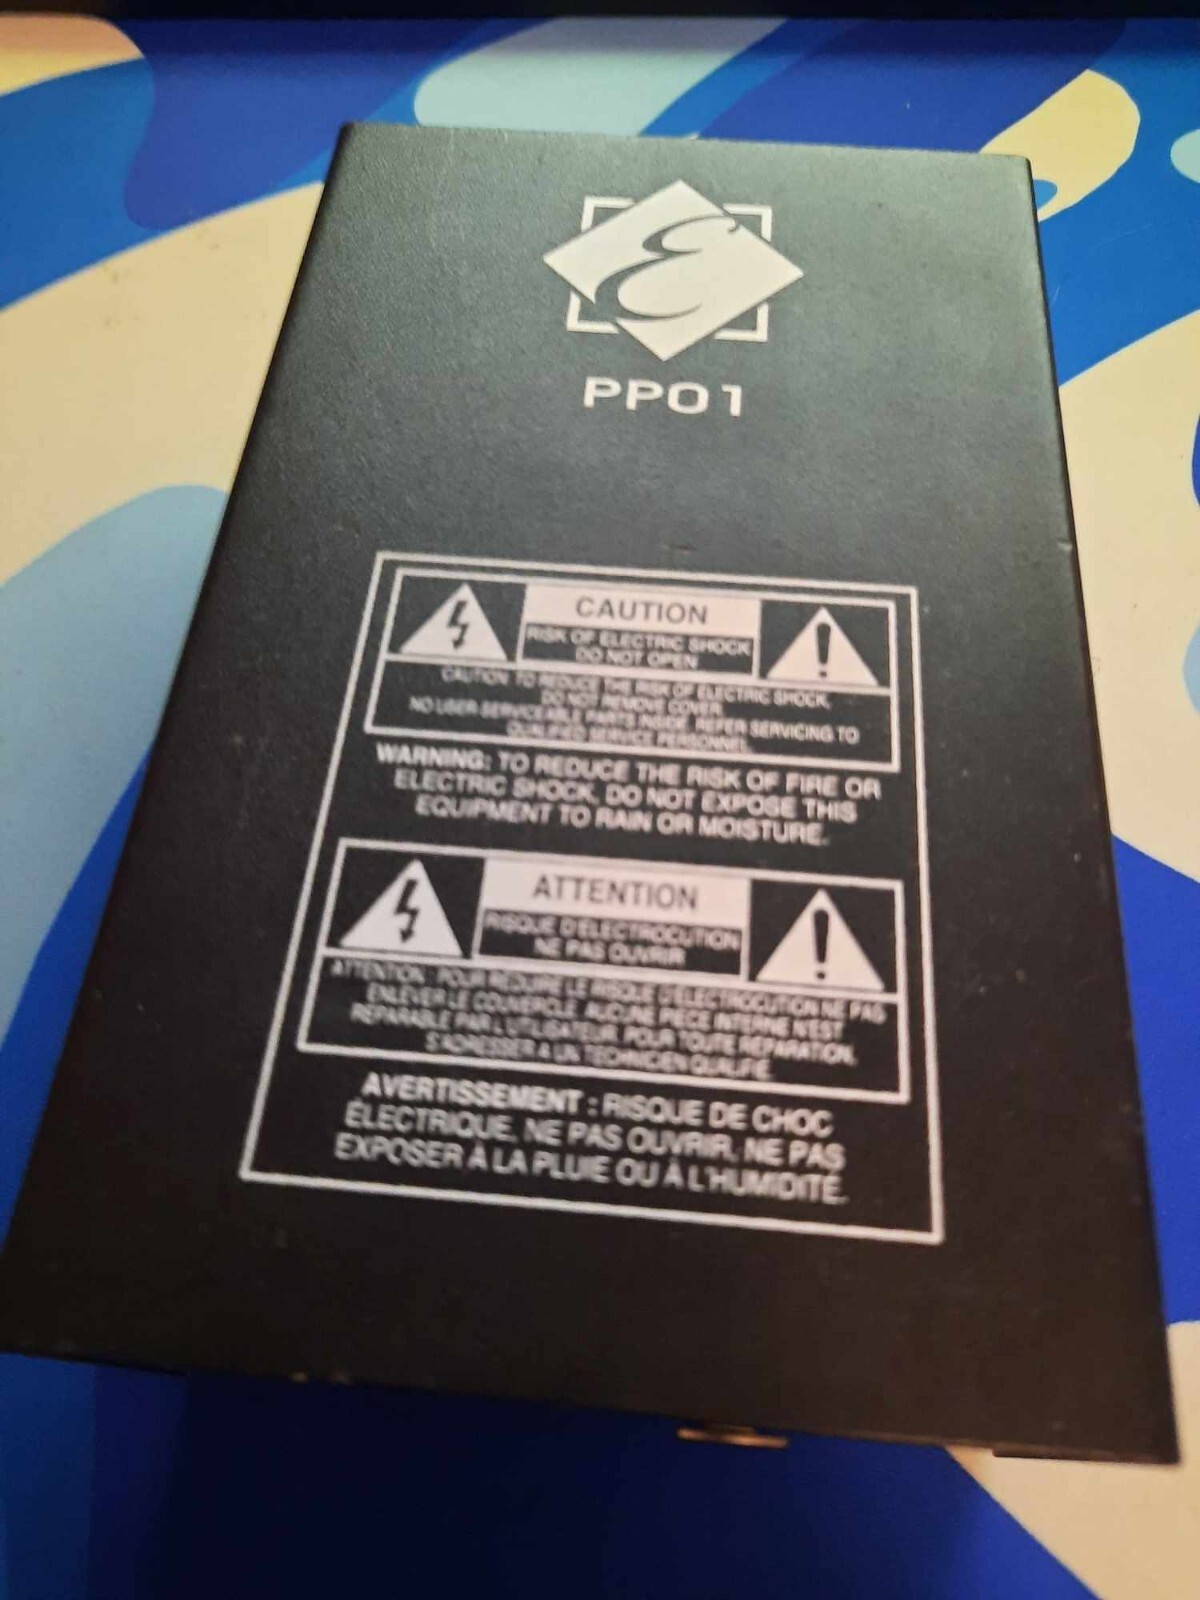 E
PP01
CAUTION
RISK OF ELECTRIC SHOCK
DO NOT OPEN
CAUTION: TO REDUCE THE RISK OF ELECTRIC SHOCK,
DO NOT REMOVE COVER.
NO USER-SERVICEABLE PARTS INSIDE. REFER SERVICING TO
QUALIFIED SERVICE PERSONNEL.
WARNING: TO REDUCE THE RISK OF FIRE OR
ELECTRIC SHOCK, DO NOT EXPOSE THIS
EQUIPMENT TO RAIN OR MOISTURE.
ATTENTION
RISQUE D'ELECTROCUTION
NE PAS OUVRIR
ATTENTION : POUR REDUIRE LE RISQUE D'ELECTROCUTION NE PAS
ENLEVER LE COUVERCLE. AUCUNE PIECE INTERNE N'EST
REPARABLE PAR L'UTILISATEUR. POUR TOUTE REPARATION,
S'ADRESSER A UN TECHNICIEN QUALIFIÉ.
AVERTISSEMENT : RISQUE DE CHOC
ÉLECTRIQUE, NE PAS OUVRIR, NE PAS
EXPOSER À LA PLUIE OU À L'HUMIDITÉ.